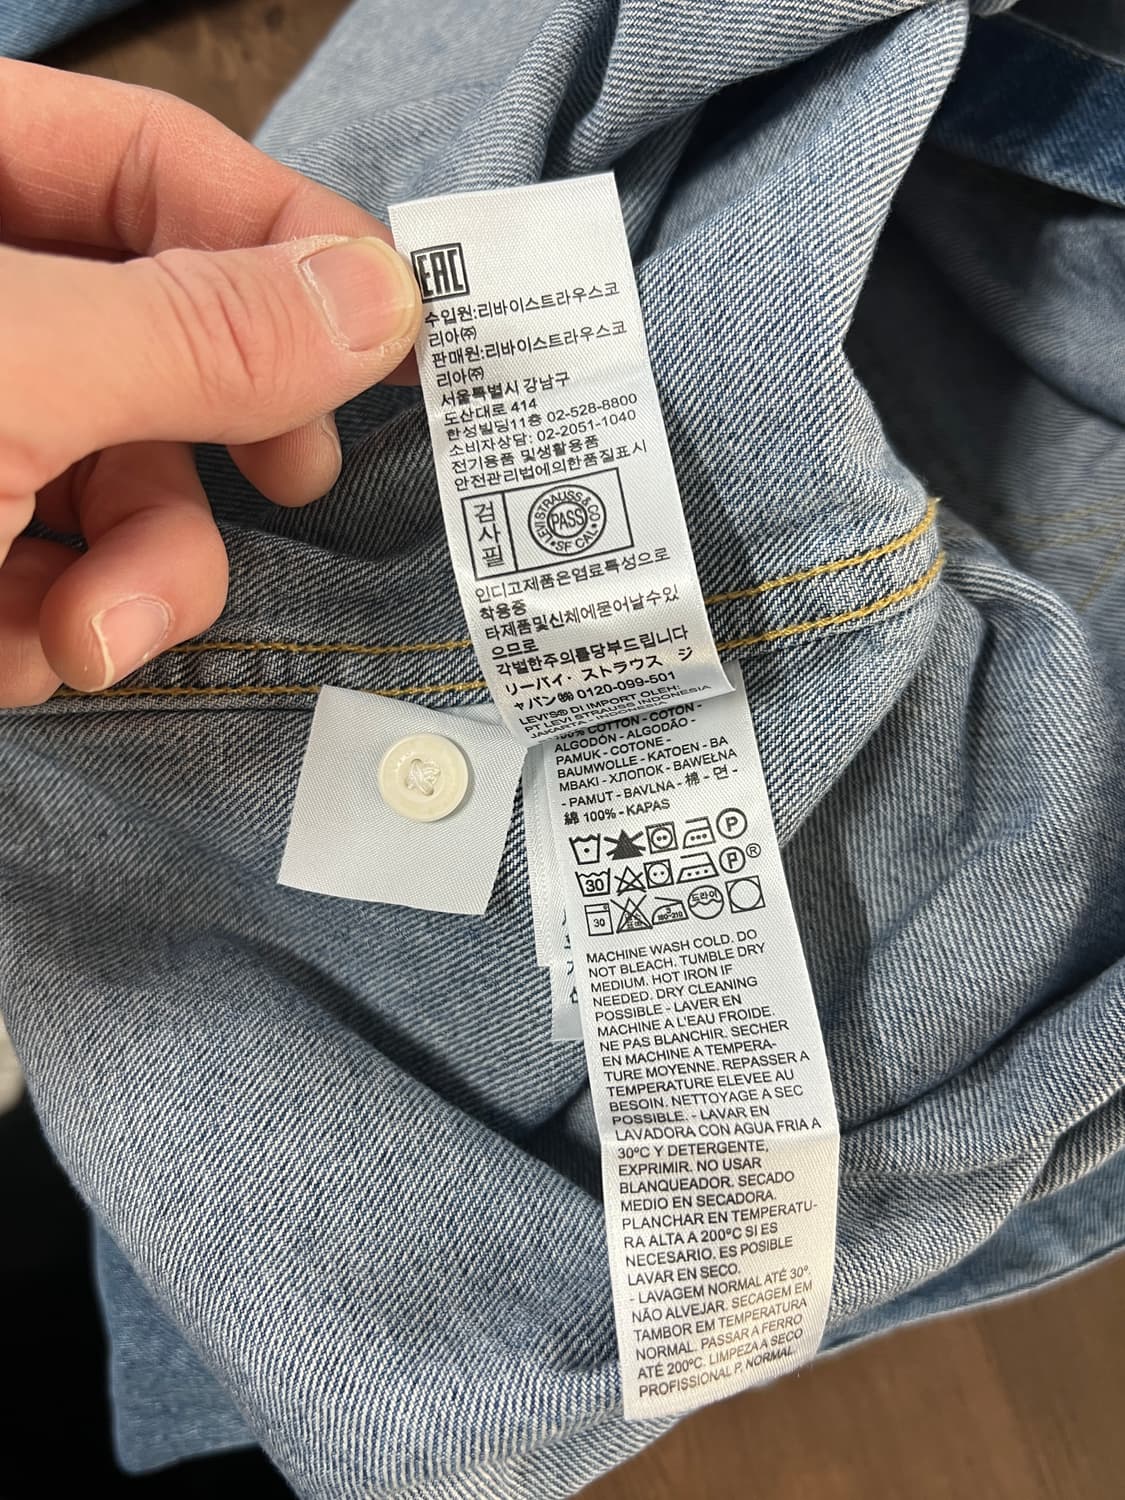 EAC
수입원:리바이스트라우스코
리아㈜
판매원:리바이스트라우스코
리아㈜
서울특별시 강남구
도산대로 414
한성빌딩11층 02-528-8800
소비자상담: 02-2051-1040
전기용품 및생활용품
안전관리법에의한품질표시
검사필
LEVI STRAUSS & CO
PASS
SF CAL
인디고제품은염료특성으로
착용중
타제품및신체에묻어날수있
으므로
각별한주의를당부드립니다
リーバイ・ストラウス ジ
ャパン㈱ 0120-099-501
LEVI'S® DI IMPORT OLEH:
PT LEVI STRAUSS INDONESIA
JAKARTA, INDONESIA
100% COTTON - COTON -
ALGODÓN - ALGODÃO -
PAMUK - COTONE -
BAUMWOLLE - KATOEN - BA
MBAKI - ХЛОПОК - BAWEŁNA
- PAMUT - BAVLNA - 棉 - 면 -
綿 100% - KAPAS
P
30 P®
30 180~210 드라이
MACHINE WASH COLD. DO
NOT BLEACH. TUMBLE DRY
MEDIUM. HOT IRON IF
NEEDED. DRY CLEANING
POSSIBLE - LAVER EN
MACHINE A L'EAU FROIDE.
NE PAS BLANCHIR. SECHER
EN MACHINE A TEMPERA-
TURE MOYENNE. REPASSER A
TEMPERATURE ELEVEE AU
BESOIN. NETTOYAGE A SEC
POSSIBLE. - LAVAR EN
LAVADORA CON AGUA FRIA A
30ºC Y DETERGENTE,
EXPRIMIR. NO USAR
BLANQUEADOR. SECADO
MEDIO EN SECADORA.
PLANCHAR EN TEMPERATU-
RA ALTA A 200ºC SI ES
NECESARIO. ES POSIBLE
LAVAR EN SECO.
- LAVAGEM NORMAL ATÉ 30º.
NÃO ALVEJAR. SECAGEM EM
TAMBOR EM TEMPERATURA
NORMAL. PASSAR A FERRO
ATÉ 200ºC. LIMPEZA A SECO
PROFISSIONAL P. NORMAL.